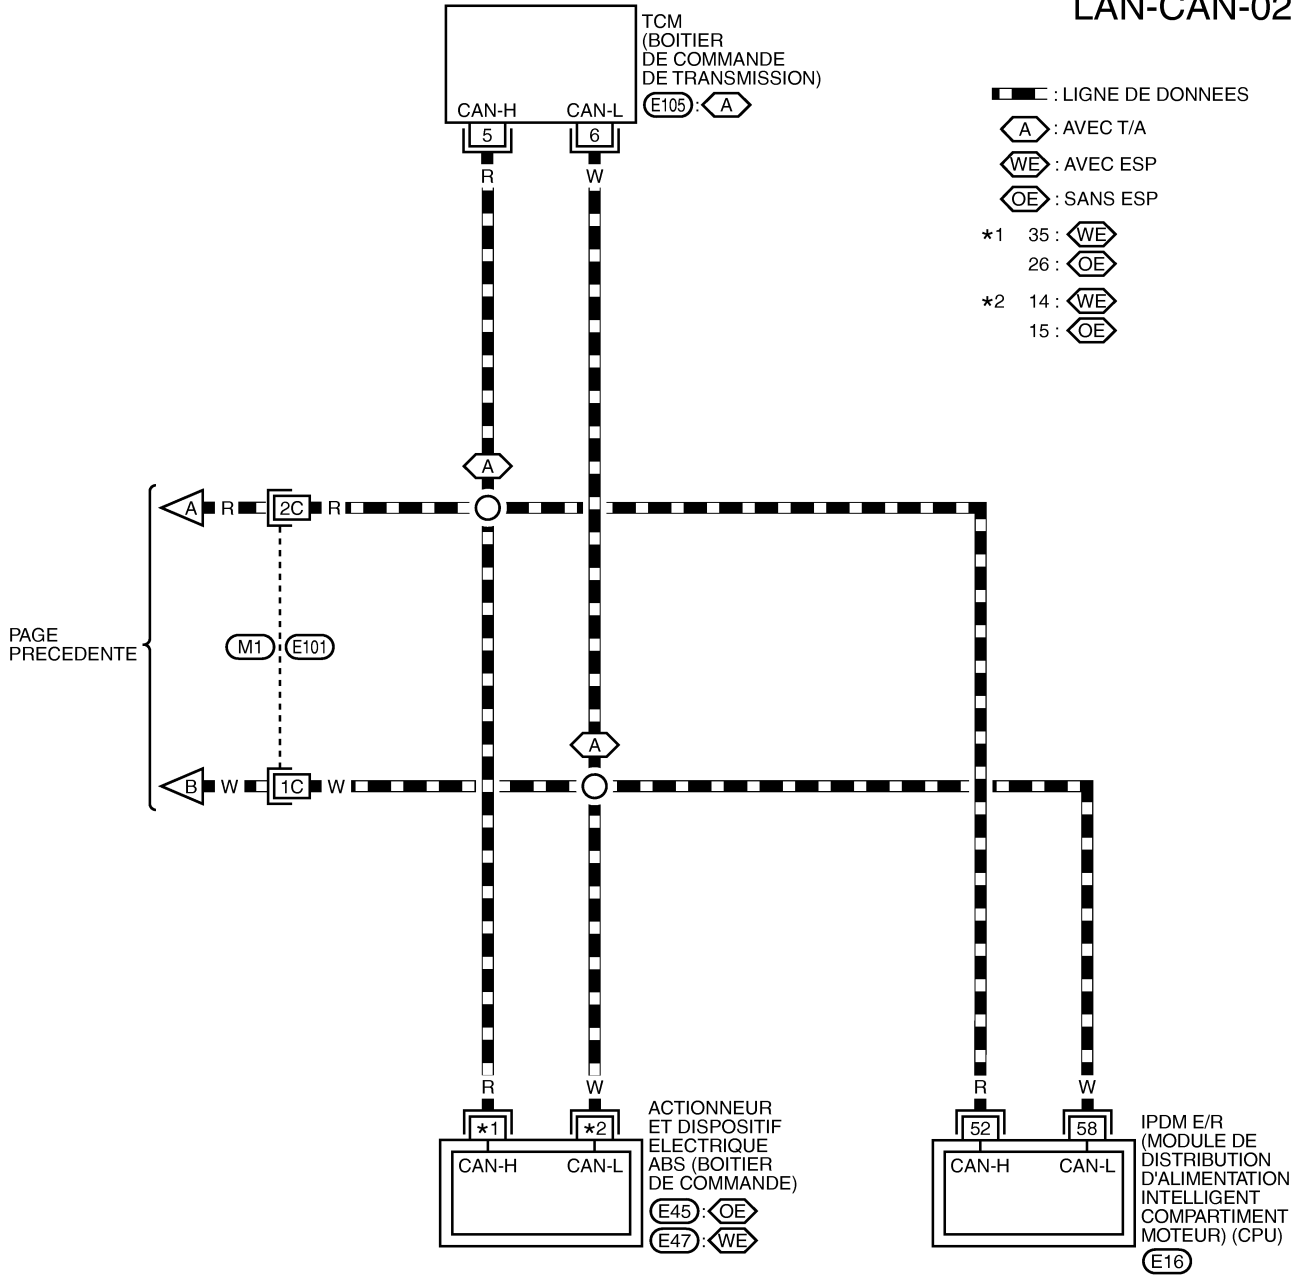 LAN-CAN-02
TCM
(BOITIER
DE COMMANDE
DE TRANSMISSION)
E105 : A
CAN-H CAN-L
5 6
R W
: LIGNE DE DONNEES
A : AVEC T/A
WE : AVEC ESP
OE : SANS ESP
*1 35 : WE
26 : OE
*2 14 : WE
15 : OE
A
A R 2C R
PAGE
PRECEDENTE
M1 E101
A
B W 1C W
R W
R W
*1 *2
CAN-H CAN-L
ACTIONNEUR
ET DISPOSITIF
ELECTRIQUE
ABS (BOITIER
DE COMMANDE)
E45 : OE
E47 : WE
52 58
CAN-H CAN-L
IPDM E/R
(MODULE DE
DISTRIBUTION
D'ALIMENTATION
INTELLIGENT
COMPARTIMENT
MOTEUR) (CPU)
E16